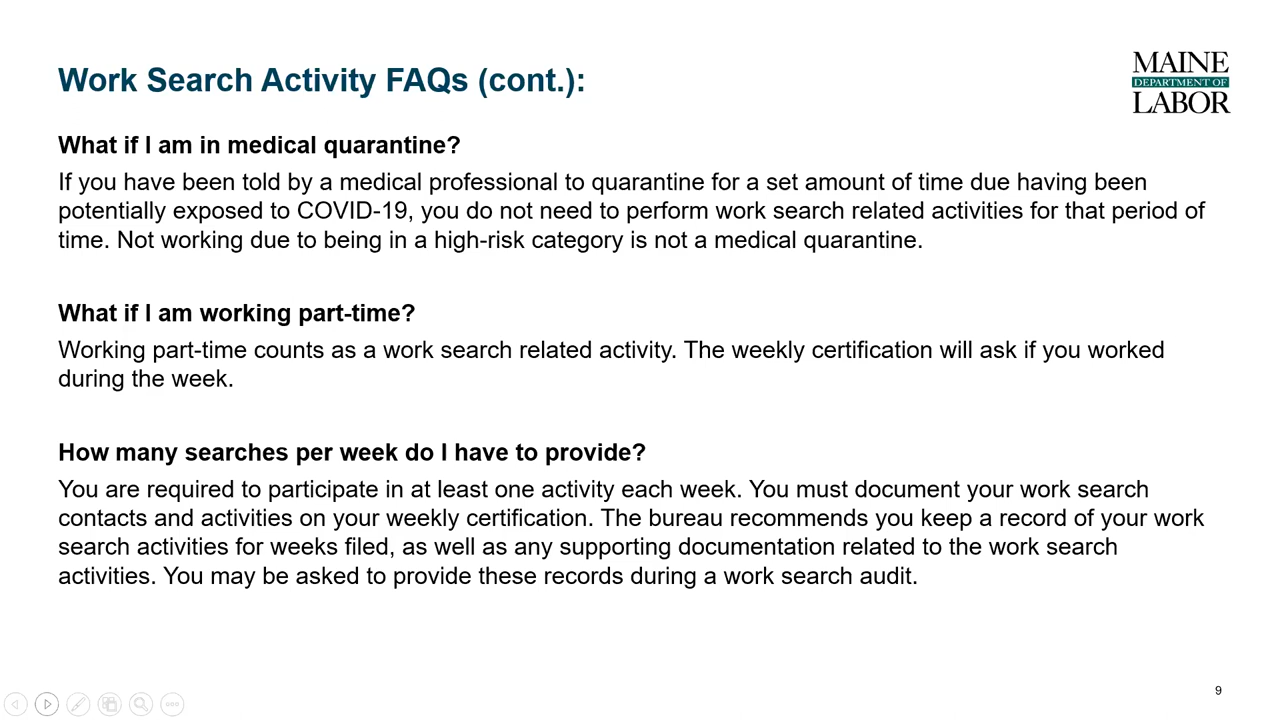 Work Search Activity FAQs (cont.):
MAINE
DEPARTMENT OF
LABOR
What if I am in medical quarantine?
If you have been told by a medical professional to quarantine for a set amount of time due having been
potentially exposed to COVID-19, you do not need to perform work search related activities for that period of
time. Not working due to being in a high-risk category is not a medical quarantine.
What if I am working part-time?
Working part-time counts as a work search related activity. The weekly certification will ask if you worked
during the week.
How many searches per week do I have to provide?
You are required to participate in at least one activity each week. You must document your work search
contacts and activities on your weekly certification. The bureau recommends you keep a record of your work
search activities for weeks filed, as well as any supporting documentation related to the work search
activities. You may be asked to provide these records during a work search audit.
9